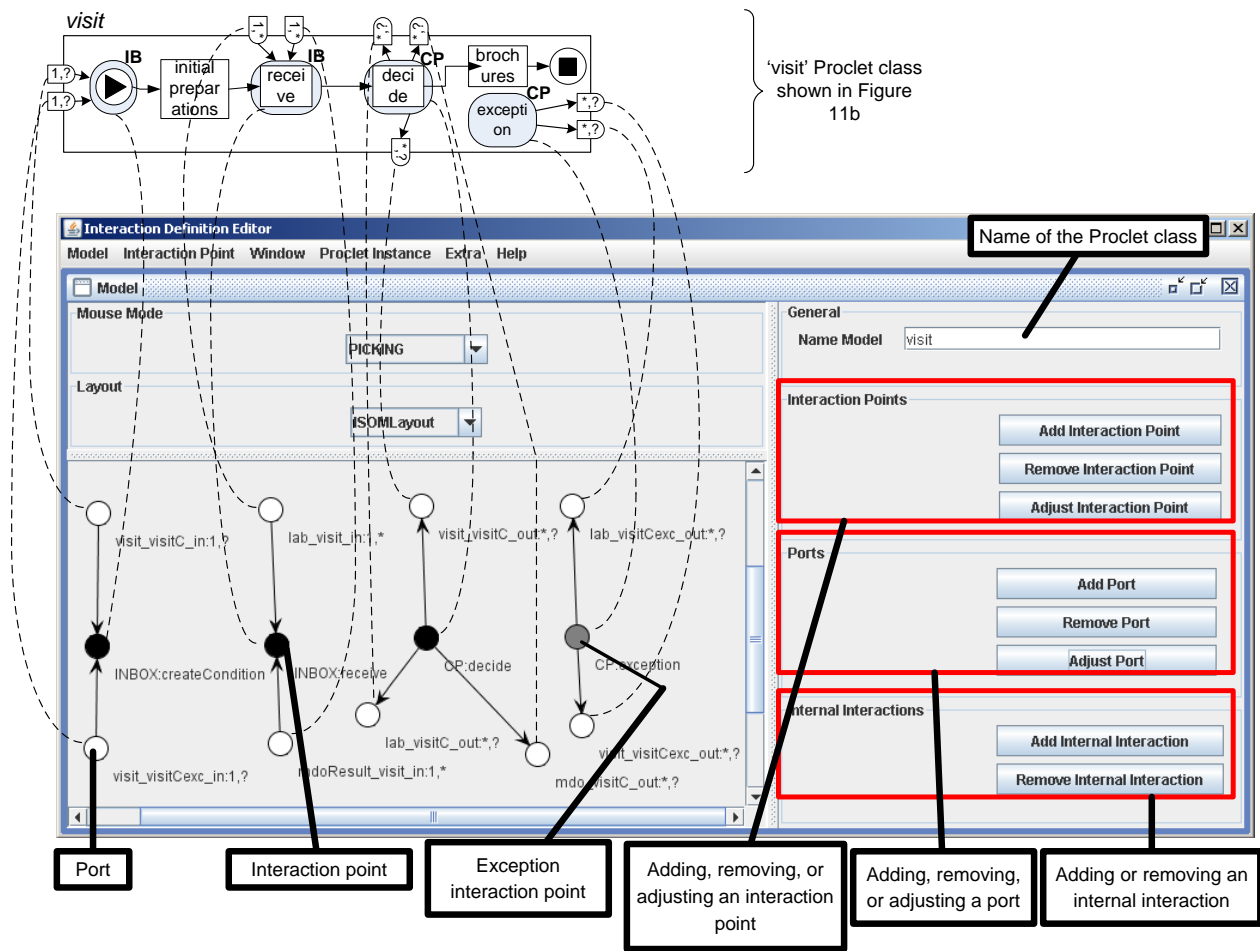 visit
1,?
1,?
IB
initial
prepar
ations
1,*
1,*
IB
recei
ve
*,?
*,?
CP
deci
de
*,?
broch
ures
CP
excepti
on
*,?
*,?
'visit' Proclet class
shown in Figure
11b
Interaction Definition Editor
Model Interaction Point Window Proclet Instance Extra Help
Name of the Proclet class
Model
Mouse Mode
PICKING
Layout
ISOMLayout
General
Name Model visit
Interaction Points
Add Interaction Point
Remove Interaction Point
Adjust Interaction Point
Ports
Add Port
Remove Port
Adjust Port
Internal Interactions
Add Internal Interaction
Remove Internal Interaction
visit_visitC_in:1,?
lab_visit_in:1,*
visit_visitC_out:*,?
lab_visitCexc_out:*,?
INBOX:createCondition
INBOX:receive
CP:decide
CP:exception
visit_visitCexc_in:1,?
mdoResult_visit_in:1,*
lab_visitC_out:*,?
mdo_visitC_out:*,?
visit_visitCexc_out:*,?
Port
Interaction point
Exception
interaction point
Adding, removing, or
adjusting an interaction
point
Adding, removing,
or adjusting a port
Adding or removing an
internal interaction